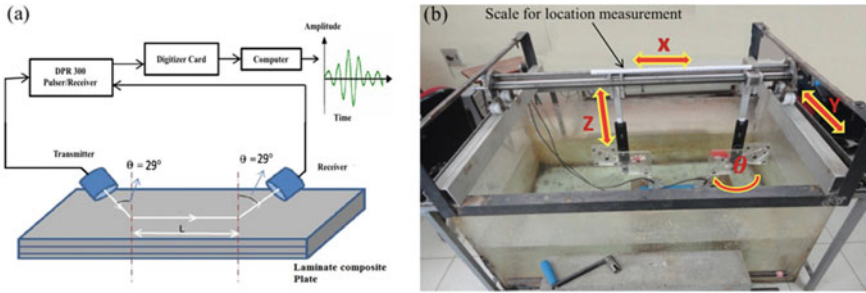 (a)
Amplitude
Digitizer Card
Computer
DPR 300
Pulser/Receiver
Time
Transmitter
Receiver
Θ = 29°
Θ = 29°
L
Laminate composite
Plate
(b)
Scale for location measurement
X
Y
Z
θ